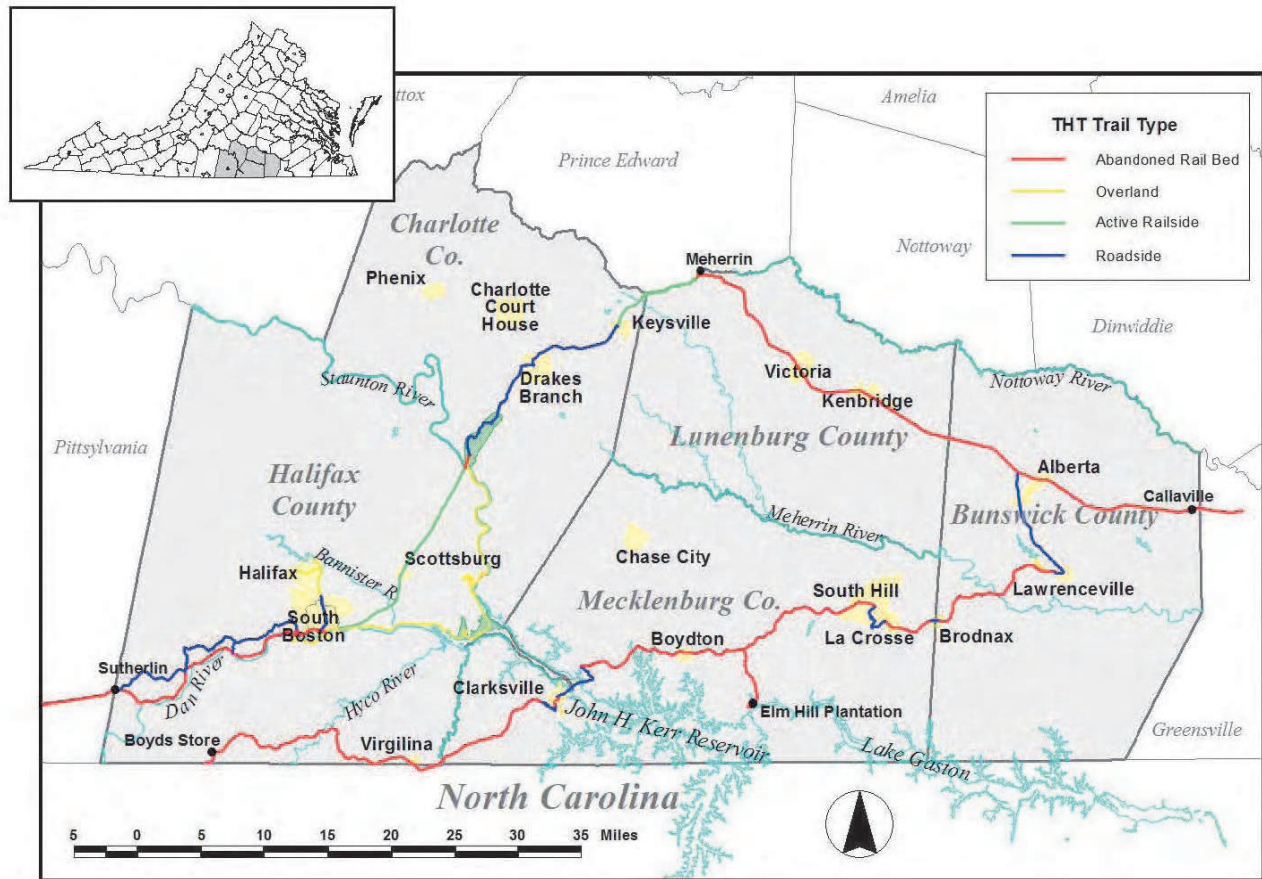 ttox
Amelia
Prince Edward
Nottoway
Dinwiddie
THT Trail Type
Abandoned Rail Bed
Overland
Active Railside
Roadside
Charlotte
Co.
Phenix
Charlotte
Court
House
Meherrin
Keysville
Drakes
Branch
Staunton River
Victoria
Kenbridge
Nottoway River
Pittsylvania
Lunenburg County
Halifax
County
Alberta
Callaville
Bunswick County
Meherrin River
Chase City
Scottsburg
Bannister R.
Halifax
South
Boston
South Hill
Lawrenceville
Mecklenburg Co.
La Crosse
Brodnax
Boydton
Sutherlin
Dan River
Hyco River
Clarksville
Elm Hill Plantation
John H. Kerr Reservoir
Boyds Store
Virgilina
Lake Gaston
Greensville
North Carolina
5 0 5 10 15 20 25 30 35 Miles